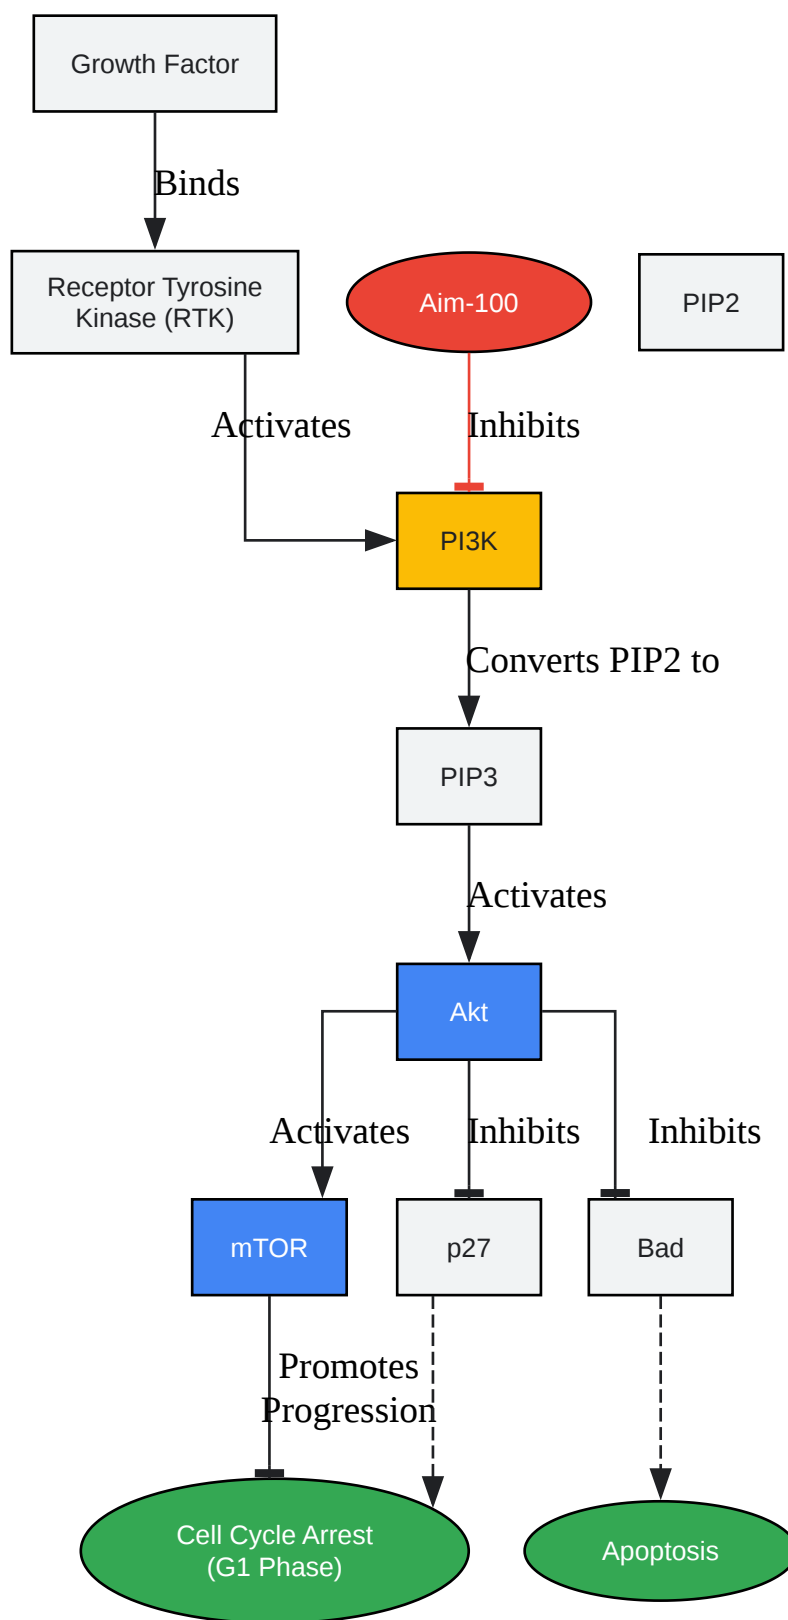 Growth Factor
Binds
Receptor Tyrosine
Kinase (RTK)
Aim-100
PIP2
Activates
Inhibits
PI3K
Converts PIP2 to
PIP3
Activates
Akt
Activates
Inhibits
Inhibits
mTOR
p27
Bad
Promotes
Progression
Cell Cycle Arrest
(G1 Phase)
Apoptosis